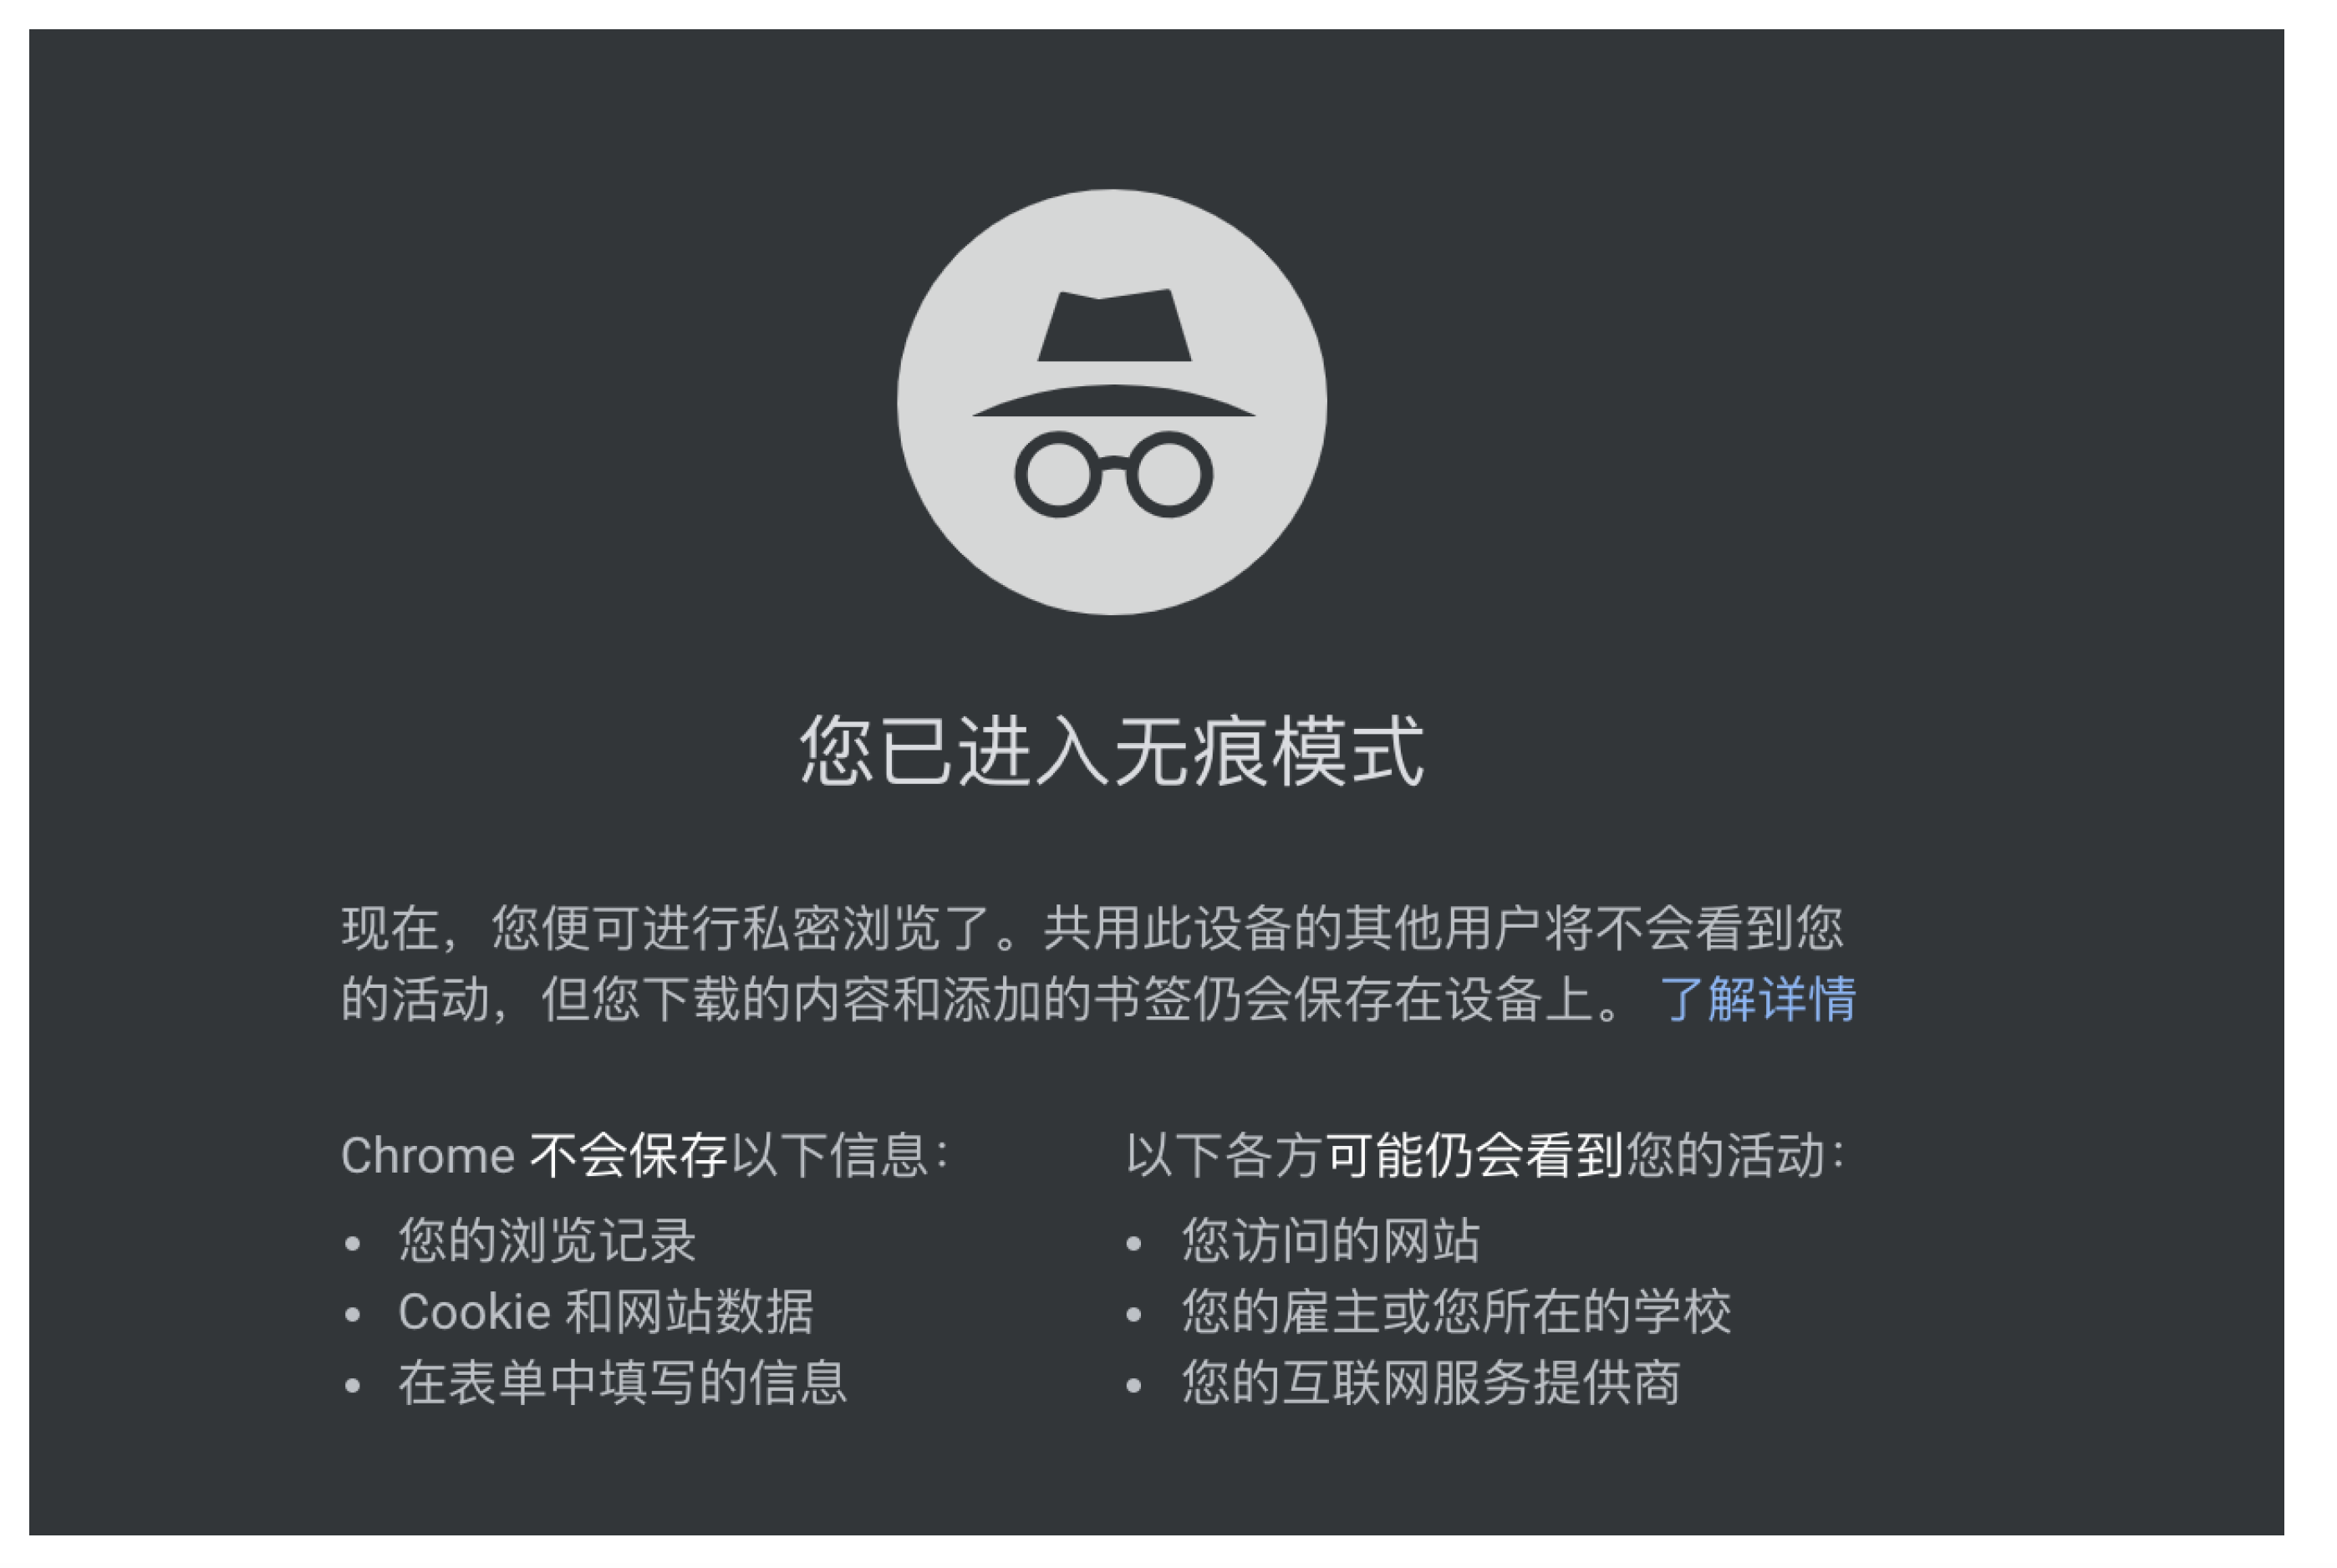 您已进入无痕模式
现在，您便可进行私密浏览了。共用此设备的其他用户将不会看到您
的活动，但您下载的内容和添加的书签仍会保存在设备上。 了解详情
Chrome 不会保存以下信息：
您的浏览记录
Cookie 和网站数据
在表单中填写的信息
以下各方可能仍会看到您的活动：
您访问的网站
您的雇主或您所在的学校
您的互联网服务提供商